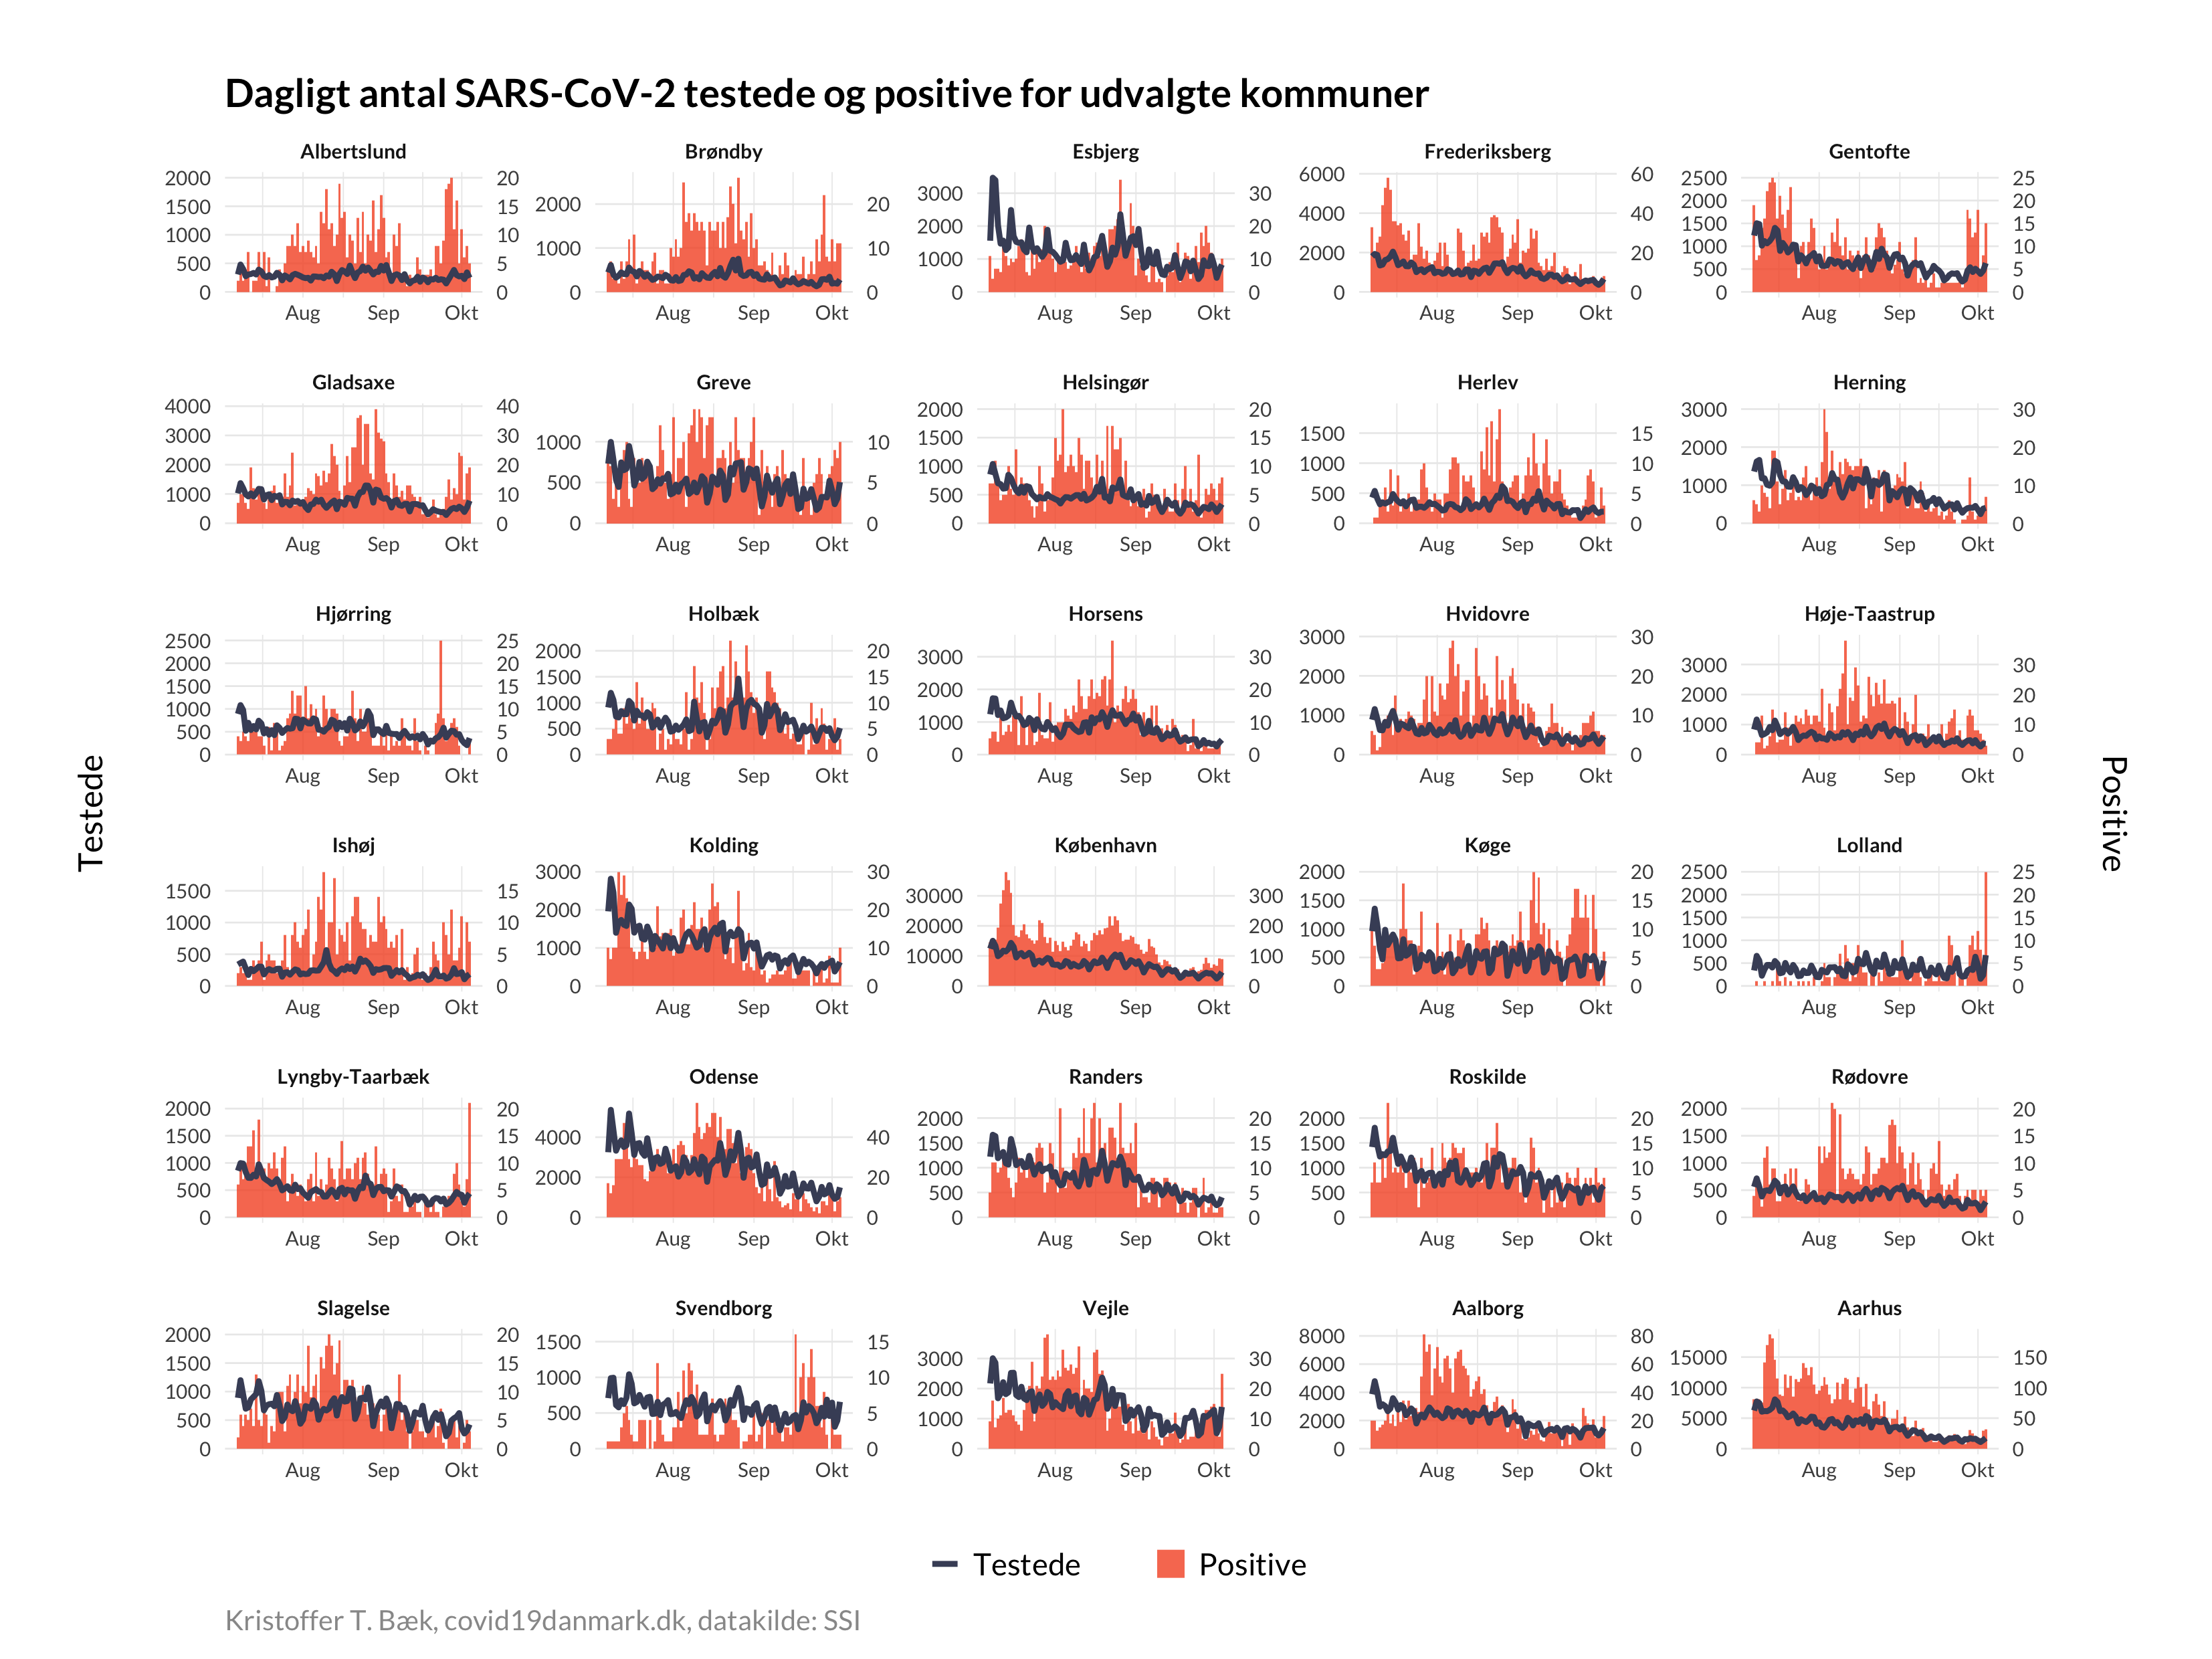 Dagligt antal SARS-CoV-2 testede og positive for udvalgte kommuner
Albertslund Brøndby Esbjerg Frederiksberg Gentofte
2000 1500 1000 500 0 20 15 10 5 0 2000 1000 0 20 10 0 3000 2000 1000 0 30 20 10 0 6000 4000 2000 0 60 40 20 0 2500 2000 1500 1000 500 0 25 20 15 10 5 0
Aug Sep Okt Aug Sep Okt Aug Sep Okt Aug Sep Okt Aug Sep Okt
Gladsaxe Greve Helsingør Herlev Herning
4000 3000 2000 1000 0 40 30 20 10 0 1000 500 0 10 5 0 2000 1500 1000 500 0 20 15 10 5 0 1500 1000 500 0 15 10 5 0 3000 2000 1000 0 30 20 10 0
Aug Sep Okt Aug Sep Okt Aug Sep Okt Aug Sep Okt Aug Sep Okt
Hjørring Holbæk Horsens Hvidovre Høje-Taastrup
2500 2000 1500 1000 500 0 25 20 15 10 5 0 2000 1500 1000 500 0 20 15 10 5 0 3000 2000 1000 0 30 20 10 0 3000 2000 1000 0 30 20 10 0 3000 2000 1000 0 30 20 10 0
Aug Sep Okt Aug Sep Okt Aug Sep Okt Aug Sep Okt Aug Sep Okt
Testede
Positive
Ishøj Kolding København Køge Lolland
1500 1000 500 0 15 10 5 0 3000 2000 1000 0 30 20 10 0 30000 20000 10000 0 300 200 100 0 2000 1500 1000 500 0 20 15 10 5 0 2500 2000 1500 1000 500 0 25 20 15 10 5 0
Aug Sep Okt Aug Sep Okt Aug Sep Okt Aug Sep Okt Aug Sep Okt
Lyngby-Taarbæk Odense Randers Roskilde Rødovre
2000 1500 1000 500 0 20 15 10 5 0 4000 2000 0 40 20 0 2000 1500 1000 500 0 20 15 10 5 0 2000 1500 1000 500 0 20 15 10 5 0 2000 1500 1000 500 0 20 15 10 5 0
Aug Sep Okt Aug Sep Okt Aug Sep Okt Aug Sep Okt Aug Sep Okt
Slagelse Svendborg Vejle Aalborg Aarhus
2000 1500 1000 500 0 20 15 10 5 0 1500 1000 500 0 15 10 5 0 3000 2000 1000 0 30 20 10 0 8000 6000 4000 2000 0 80 60 40 20 0 15000 10000 5000 0 150 100 50 0
Aug Sep Okt Aug Sep Okt Aug Sep Okt Aug Sep Okt Aug Sep Okt
Testede Positive
Kristoffer T. Bæk, covid19danmark.dk, datakilde: SSI